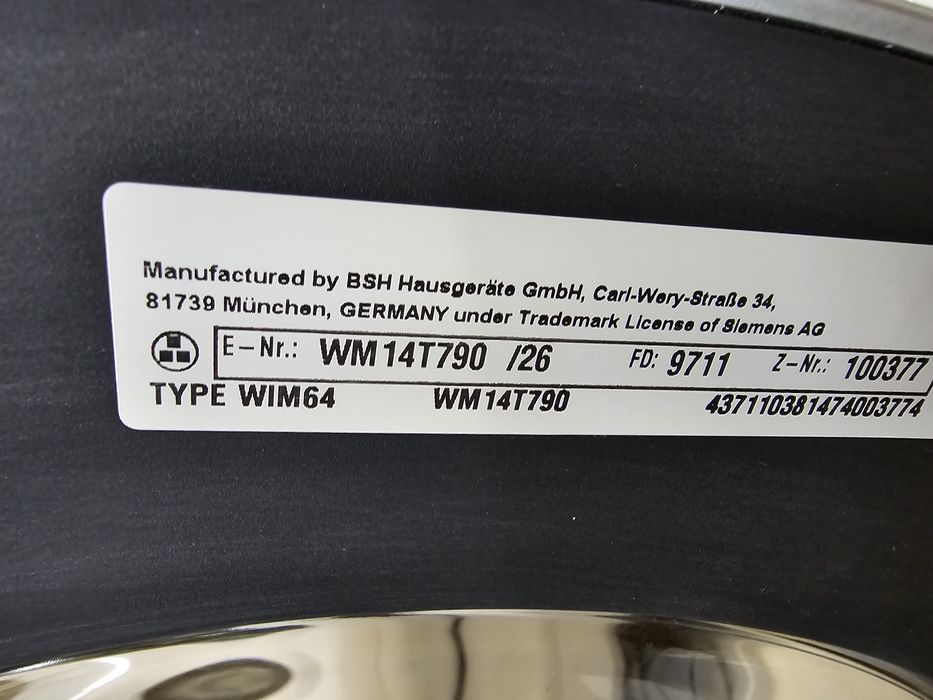 Manufactured by BSH Hausgeräte GmbH, Carl-Wery-Straße 34,
81739 München, GERMANY under Trademark License of Siemens AG
E-Nr.: WM14T790 /26 FD: 9711 Z-Nr.: 100377
TYPE WIM64 WM14T790 437110381474003774